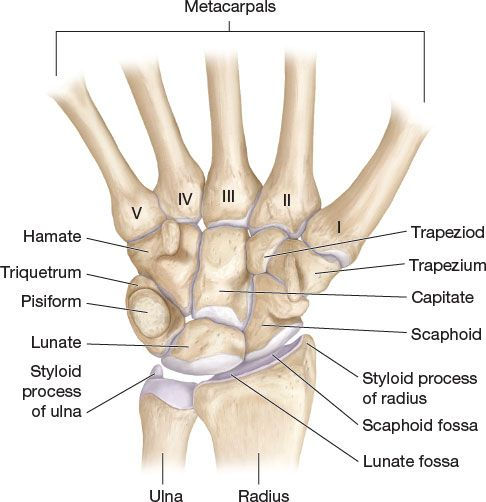 Metacarpals
V
IV
III
II
I
Hamate
Triquetrum
Pisiform
Lunate
Styloid
process
of ulna
Trapeziod
Trapezium
Capitate
Scaphoid
Styloid process
of radius
Scaphoid fossa
Lunate fossa
Ulna
Radius